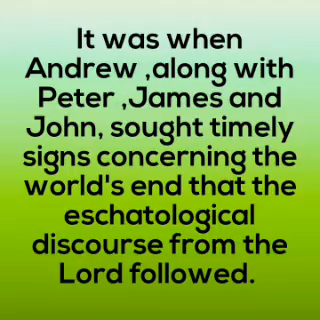 It was when
Andrew ,along with
Peter ,James and
John, sought timely
signs concerning the
world's end that the
eschatological
discourse from the
Lord followed.